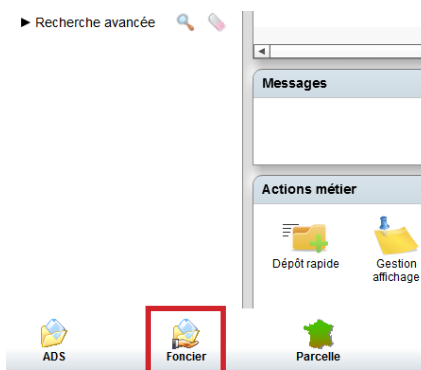 Recherche avancée
Messages
Actions métier
Dépôt rapide
Gestion
affichage
ADS
Foncier
Parcelle